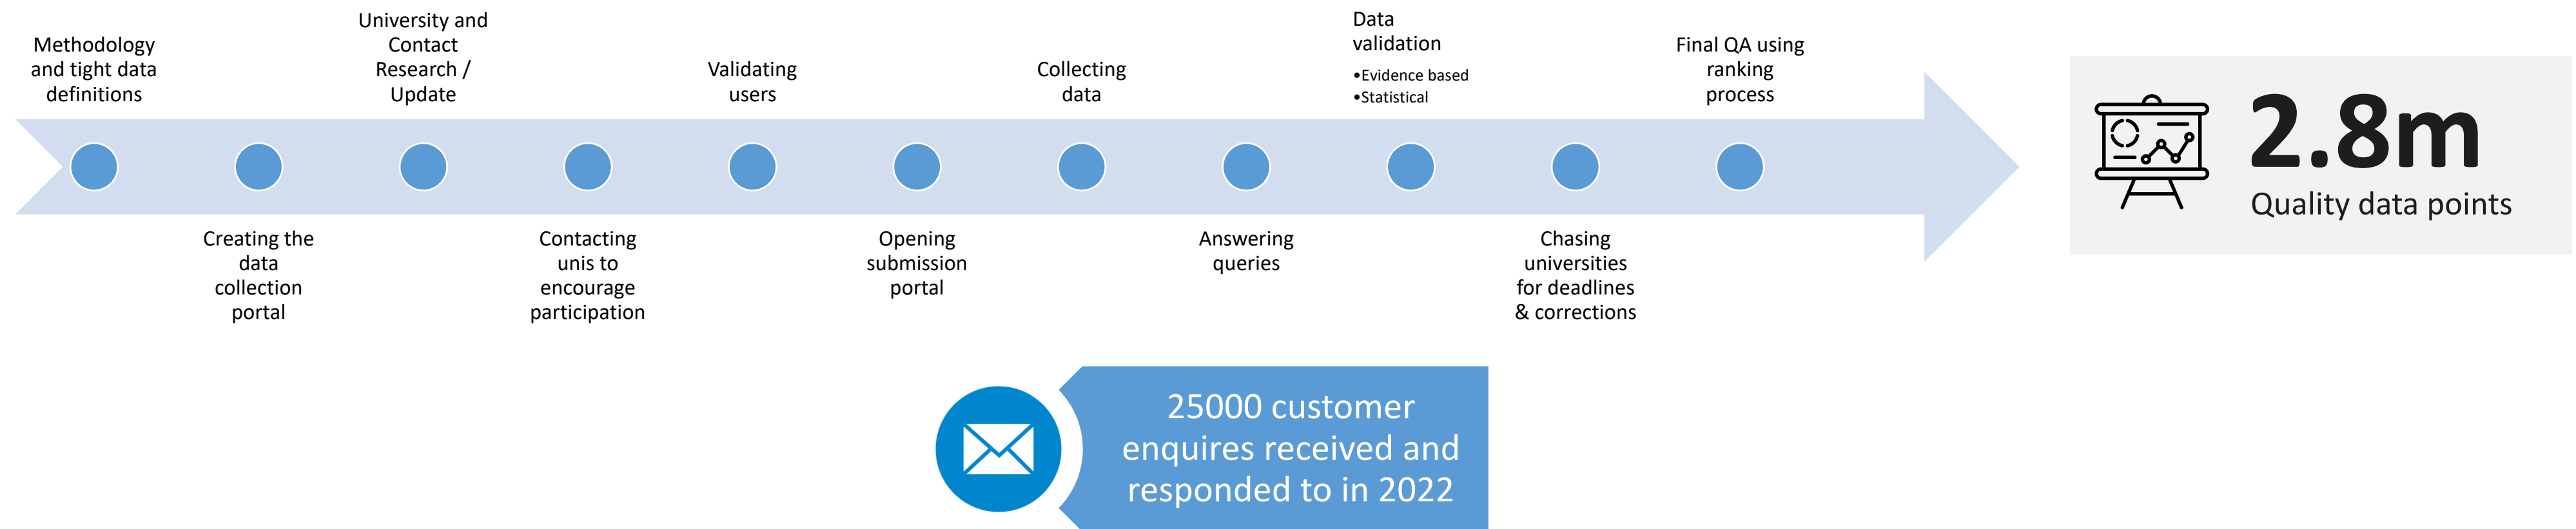 Methodology
and tight data
definitions
Creating the
data
collection
portal
University and
Contact
Research /
Update
Contacting
unis to
encourage
participation
Validating
users
Opening
submission
portal
Collecting
data
Answering
queries
Data
validation
•Evidence based
•Statistical
Chasing
universities
for deadlines
& corrections
Final QA using
ranking
process
2.8m
Quality data points
25000 customer
enquires received and
responded to in 2022